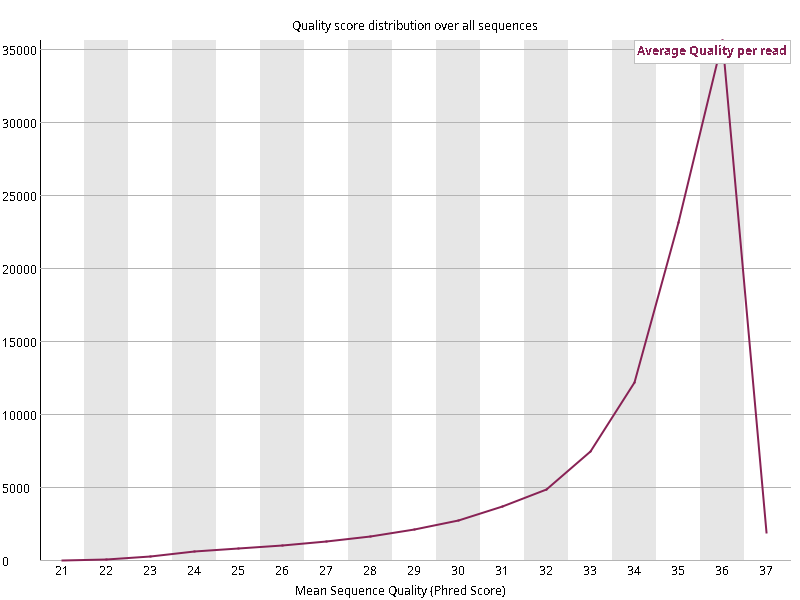 Quality score distribution over all sequences
Average Quality per read
35000
30000
25000
20000
15000
10000
5000
0
21 22 23 24 25 26 27 28 29 30 31 32 33 34 35 36 37
Mean Sequence Quality (Phred Score)